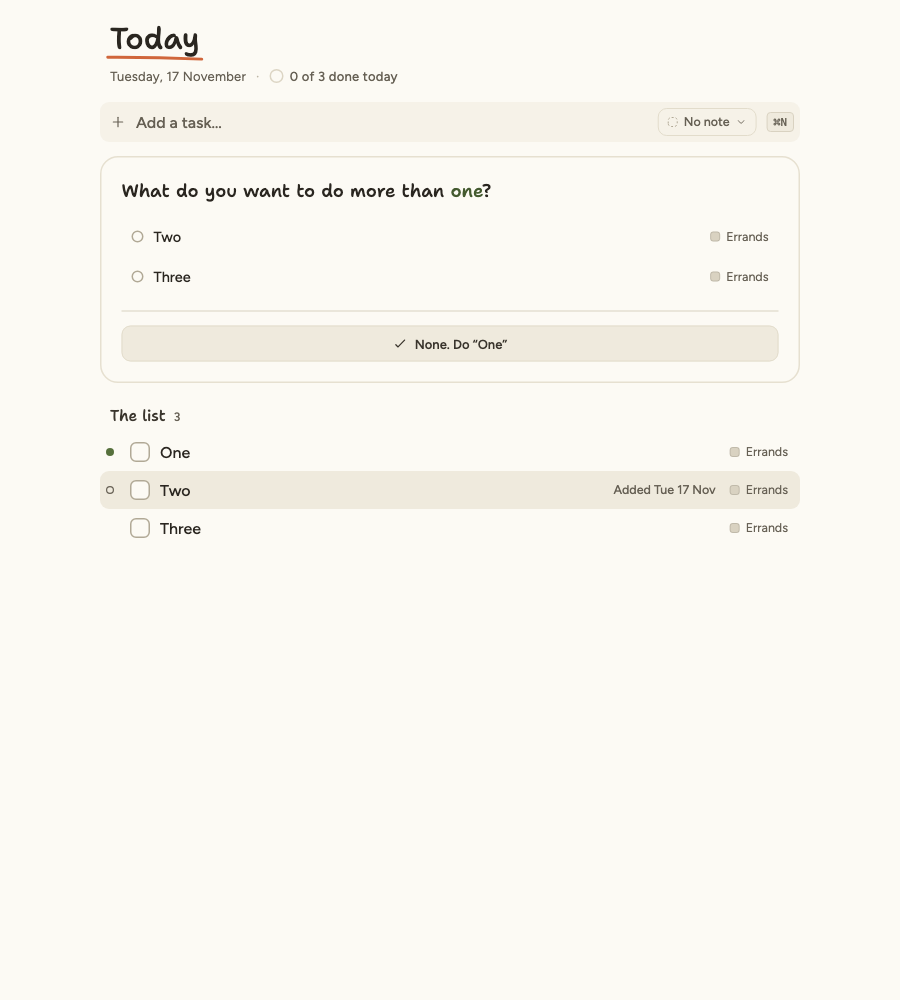 Today
Tuesday, 17 November · 0 of 3 done today
+ Add a task... No note ⌘N
What do you want to do more than one?
Two Errands
Three Errands
None. Do “One”
The list 3
One Errands
Two Added Tue 17 Nov Errands
Three Errands